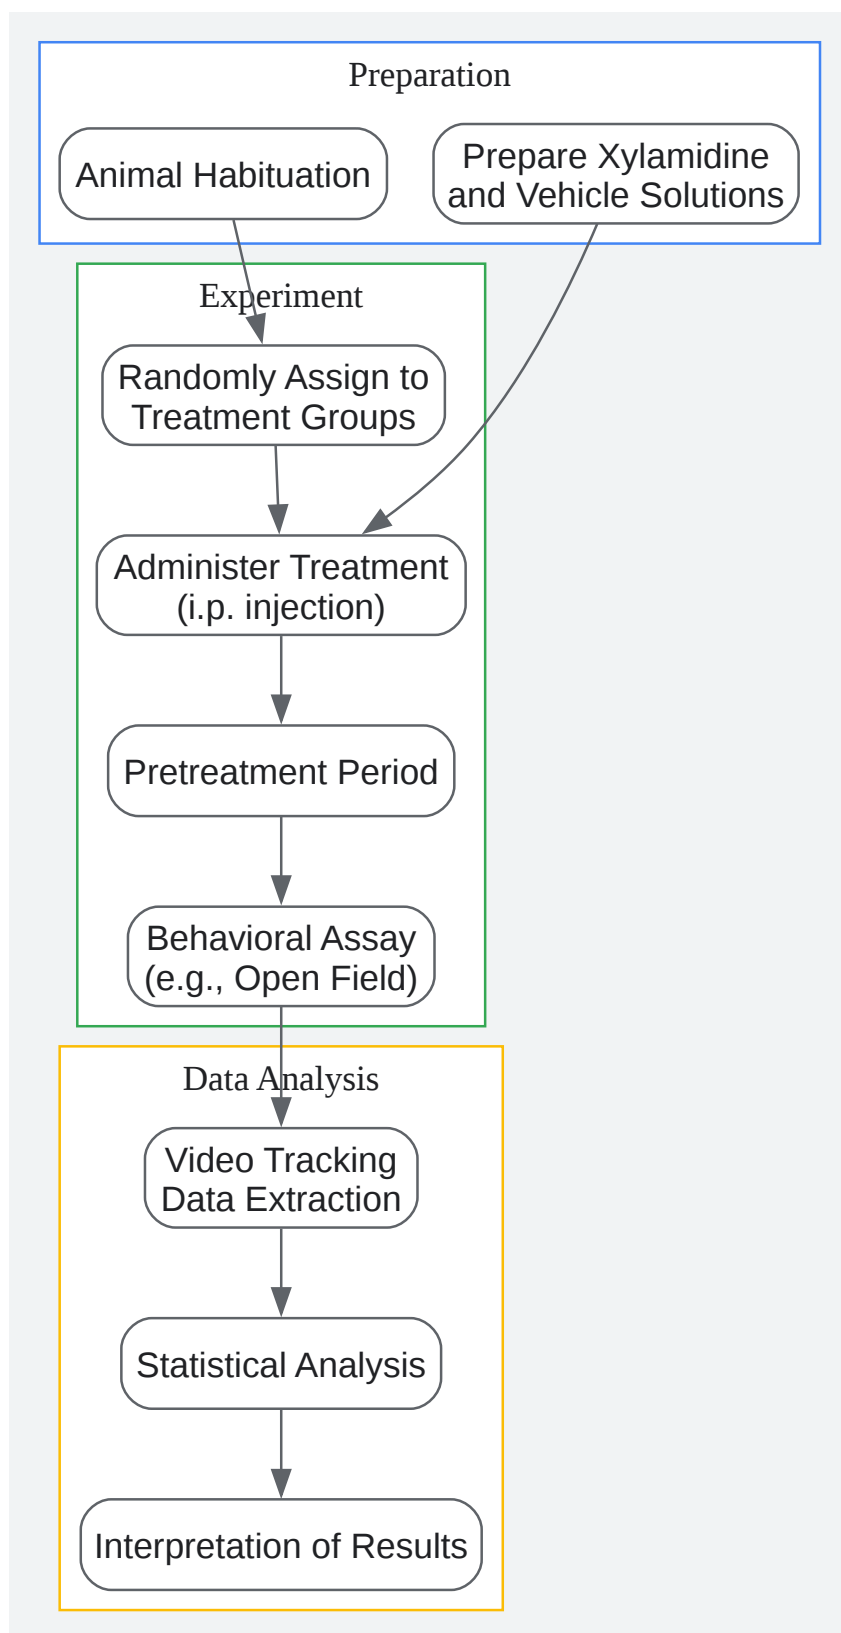 Preparation
Animal Habituation
Prepare Xylamidine
and Vehicle Solutions
Experiment
Randomly Assign to
Treatment Groups
Administer Treatment
(i.p. injection)
Pretreatment Period
Behavioral Assay
(e.g., Open Field)
Data Analysis
Video Tracking
Data Extraction
Statistical Analysis
Interpretation of Results